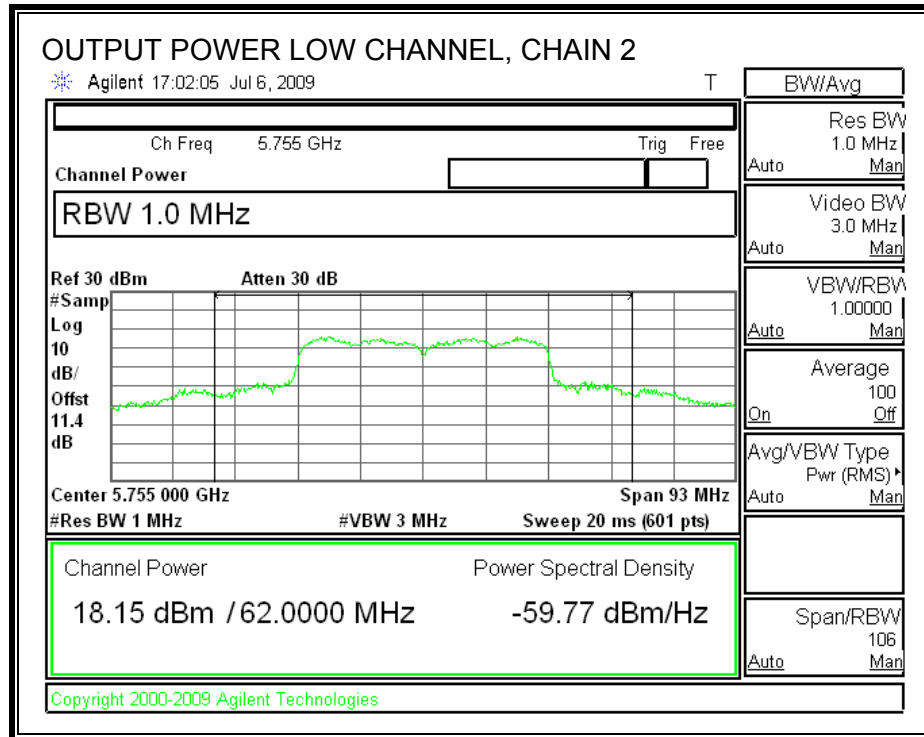 OUTPUT POWER LOW CHANNEL, CHAIN 2
Agilent 17:02:05 Jul 6, 2009 T
BW/Avg
Ch Freq 5.755 GHz Trig Free
Channel Power
RBW 1.0 MHz
Ref 30 dBm Atten 30 dB
#Samp
Log
10
dB/
Offst
11.4
dB
Center 5.755 000 GHz Span 93 MHz
#Res BW 1 MHz #VBW 3 MHz Sweep 20 ms (601 pts)
Channel Power Power Spectral Density
18.15 dBm / 62.0000 MHz -59.77 dBm/Hz
Copyright 2000-2009 Agilent Technologies
Res BW
1.0 MHz
Auto Man
Video BW
3.0 MHz
Auto Man
VBW/RBW
1.00000
Auto Man
Average
100
On Off
Avg/VBW Type
Pwr (RMS)
Auto Man
Span/RBW
106
Auto Man